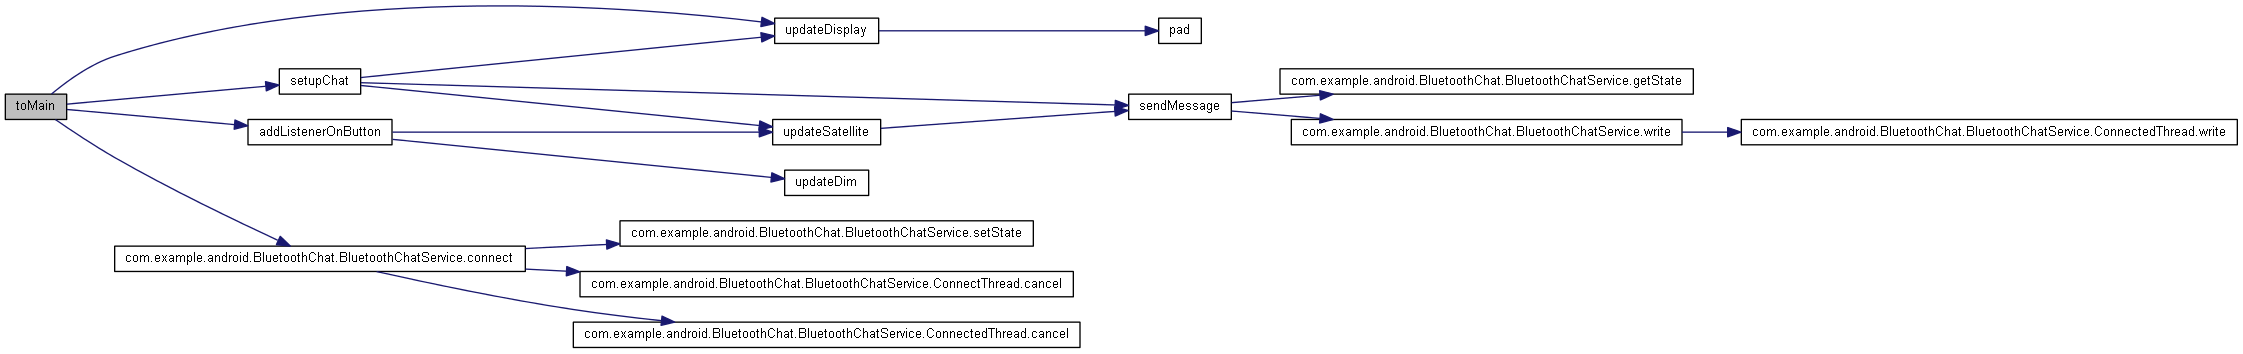 toMain
updateDisplay
pad
setupChat
addListenerOnButton
updateSatellite
updateDim
sendMessage
com.example.android.BluetoothChat.BluetoothChatService.getState
com.example.android.BluetoothChat.BluetoothChatService.write
com.example.android.BluetoothChat.BluetoothChatService.ConnectedThread.write
com.example.android.BluetoothChat.BluetoothChatService.connect
com.example.android.BluetoothChat.BluetoothChatService.setState
com.example.android.BluetoothChat.BluetoothChatService.ConnectThread.cancel
com.example.android.BluetoothChat.BluetoothChatService.ConnectedThread.cancel